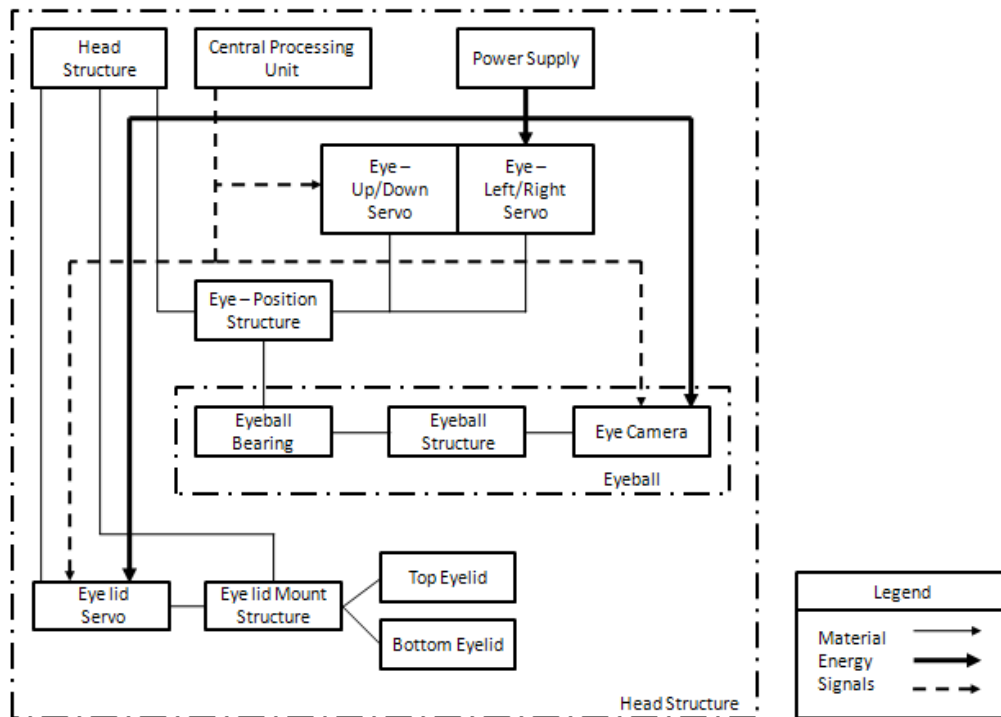 Head
Structure
Central Processing
Unit
Power Supply
Eye –
Up/Down
Servo
Eye –
Left/Right
Servo
Eye – Position
Structure
Eyeball
Bearing
Eyeball
Structure
Eye Camera
Eyeball
Eye lid
Servo
Eye lid Mount
Structure
Top Eyelid
Bottom Eyelid
Head Structure
Legend
Material
Energy
Signals